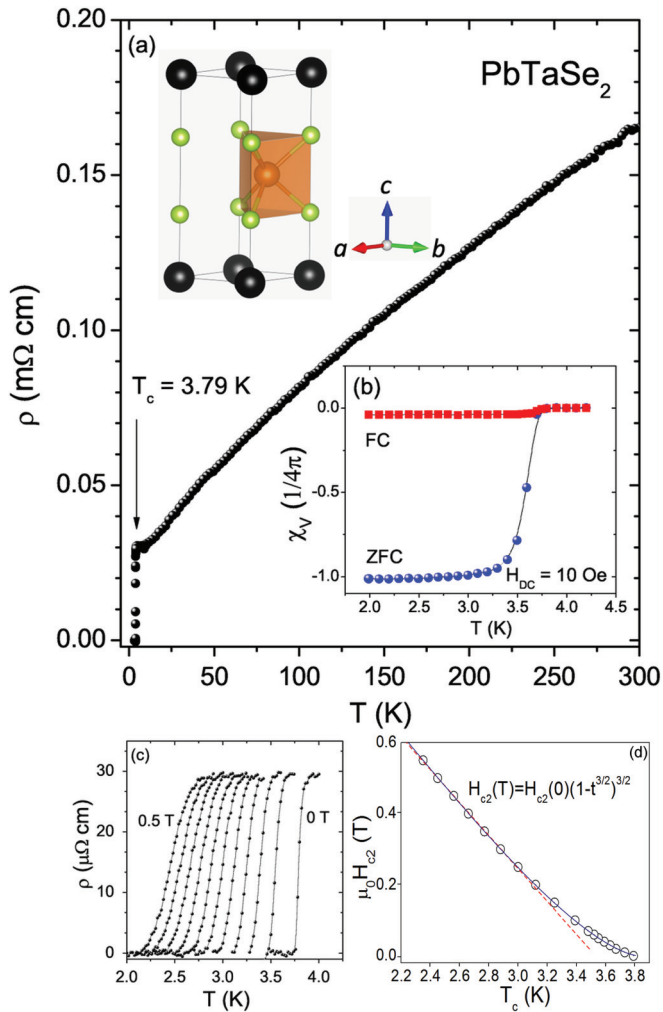 (a)
PbTaSe₂
0.20
0.15
0.10
0.05
0.00
ρ (mΩ cm)
c
a
b
T_c = 3.79 K
(b)
0.0
-0.5
-1.0
χ_V (1/4π)
FC
ZFC
H_DC = 10 Oe
2.0 2.5 3.0 3.5 4.0 4.5
T (K)
0 50 100 150 200 250 300
T (K)
(c)
30
20
10
0
ρ (μΩ cm)
0.5 T
0 T
2.0 2.5 3.0 3.5 4.0
T (K)
(d)
0.6
0.4
0.2
0.0
μ₀H_c2 (T)
H_c2(T)=H_c2(0)(1-t^3/2)^3/2
2.2 2.4 2.6 2.8 3.0 3.2 3.4 3.6 3.8
T_c (K)